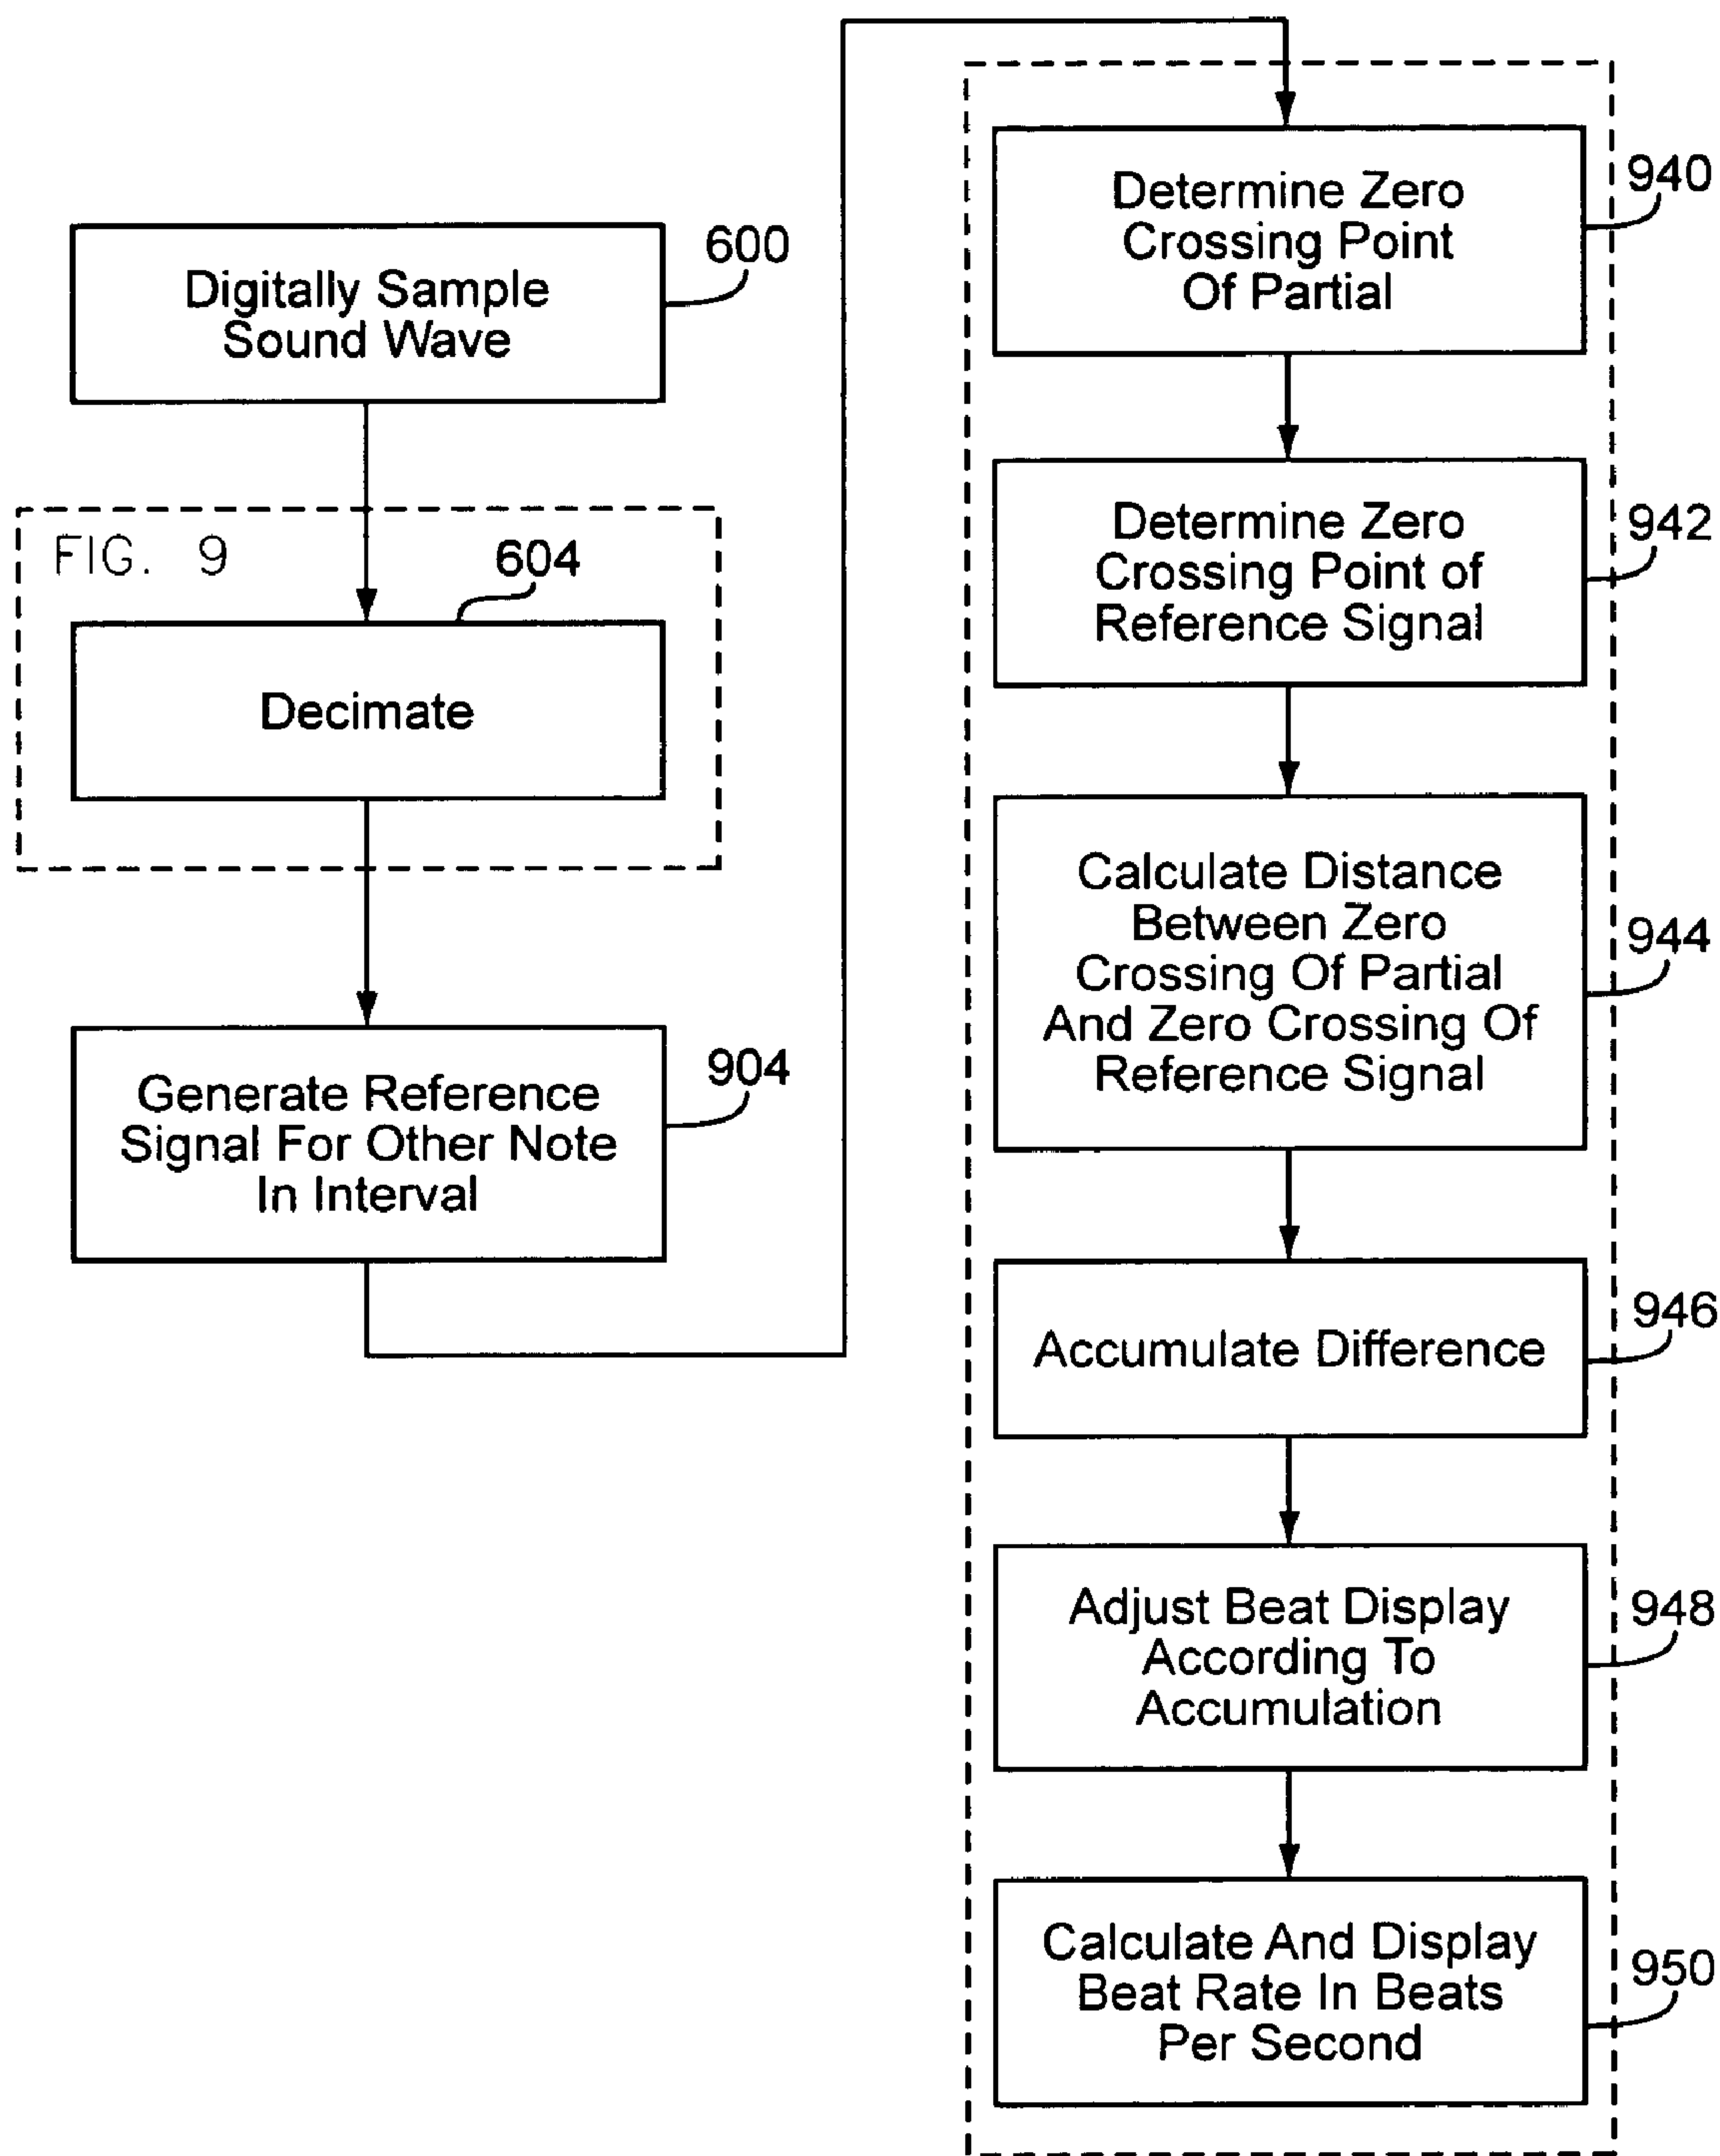 Digitally Sample
Sound Wave
600
FIG. 9
604
Decimate
Generate Reference
Signal For Other Note
In Interval
904
Determine Zero
Crossing Point
Of Partial
940
Determine Zero
Crossing Point of
Reference Signal
942
Calculate Distance
Between Zero
Crossing Of Partial
And Zero Crossing Of
Reference Signal
944
Accumulate Difference
946
Adjust Beat Display
According To
Accumulation
948
Calculate And Display
Beat Rate In Beats
Per Second
950